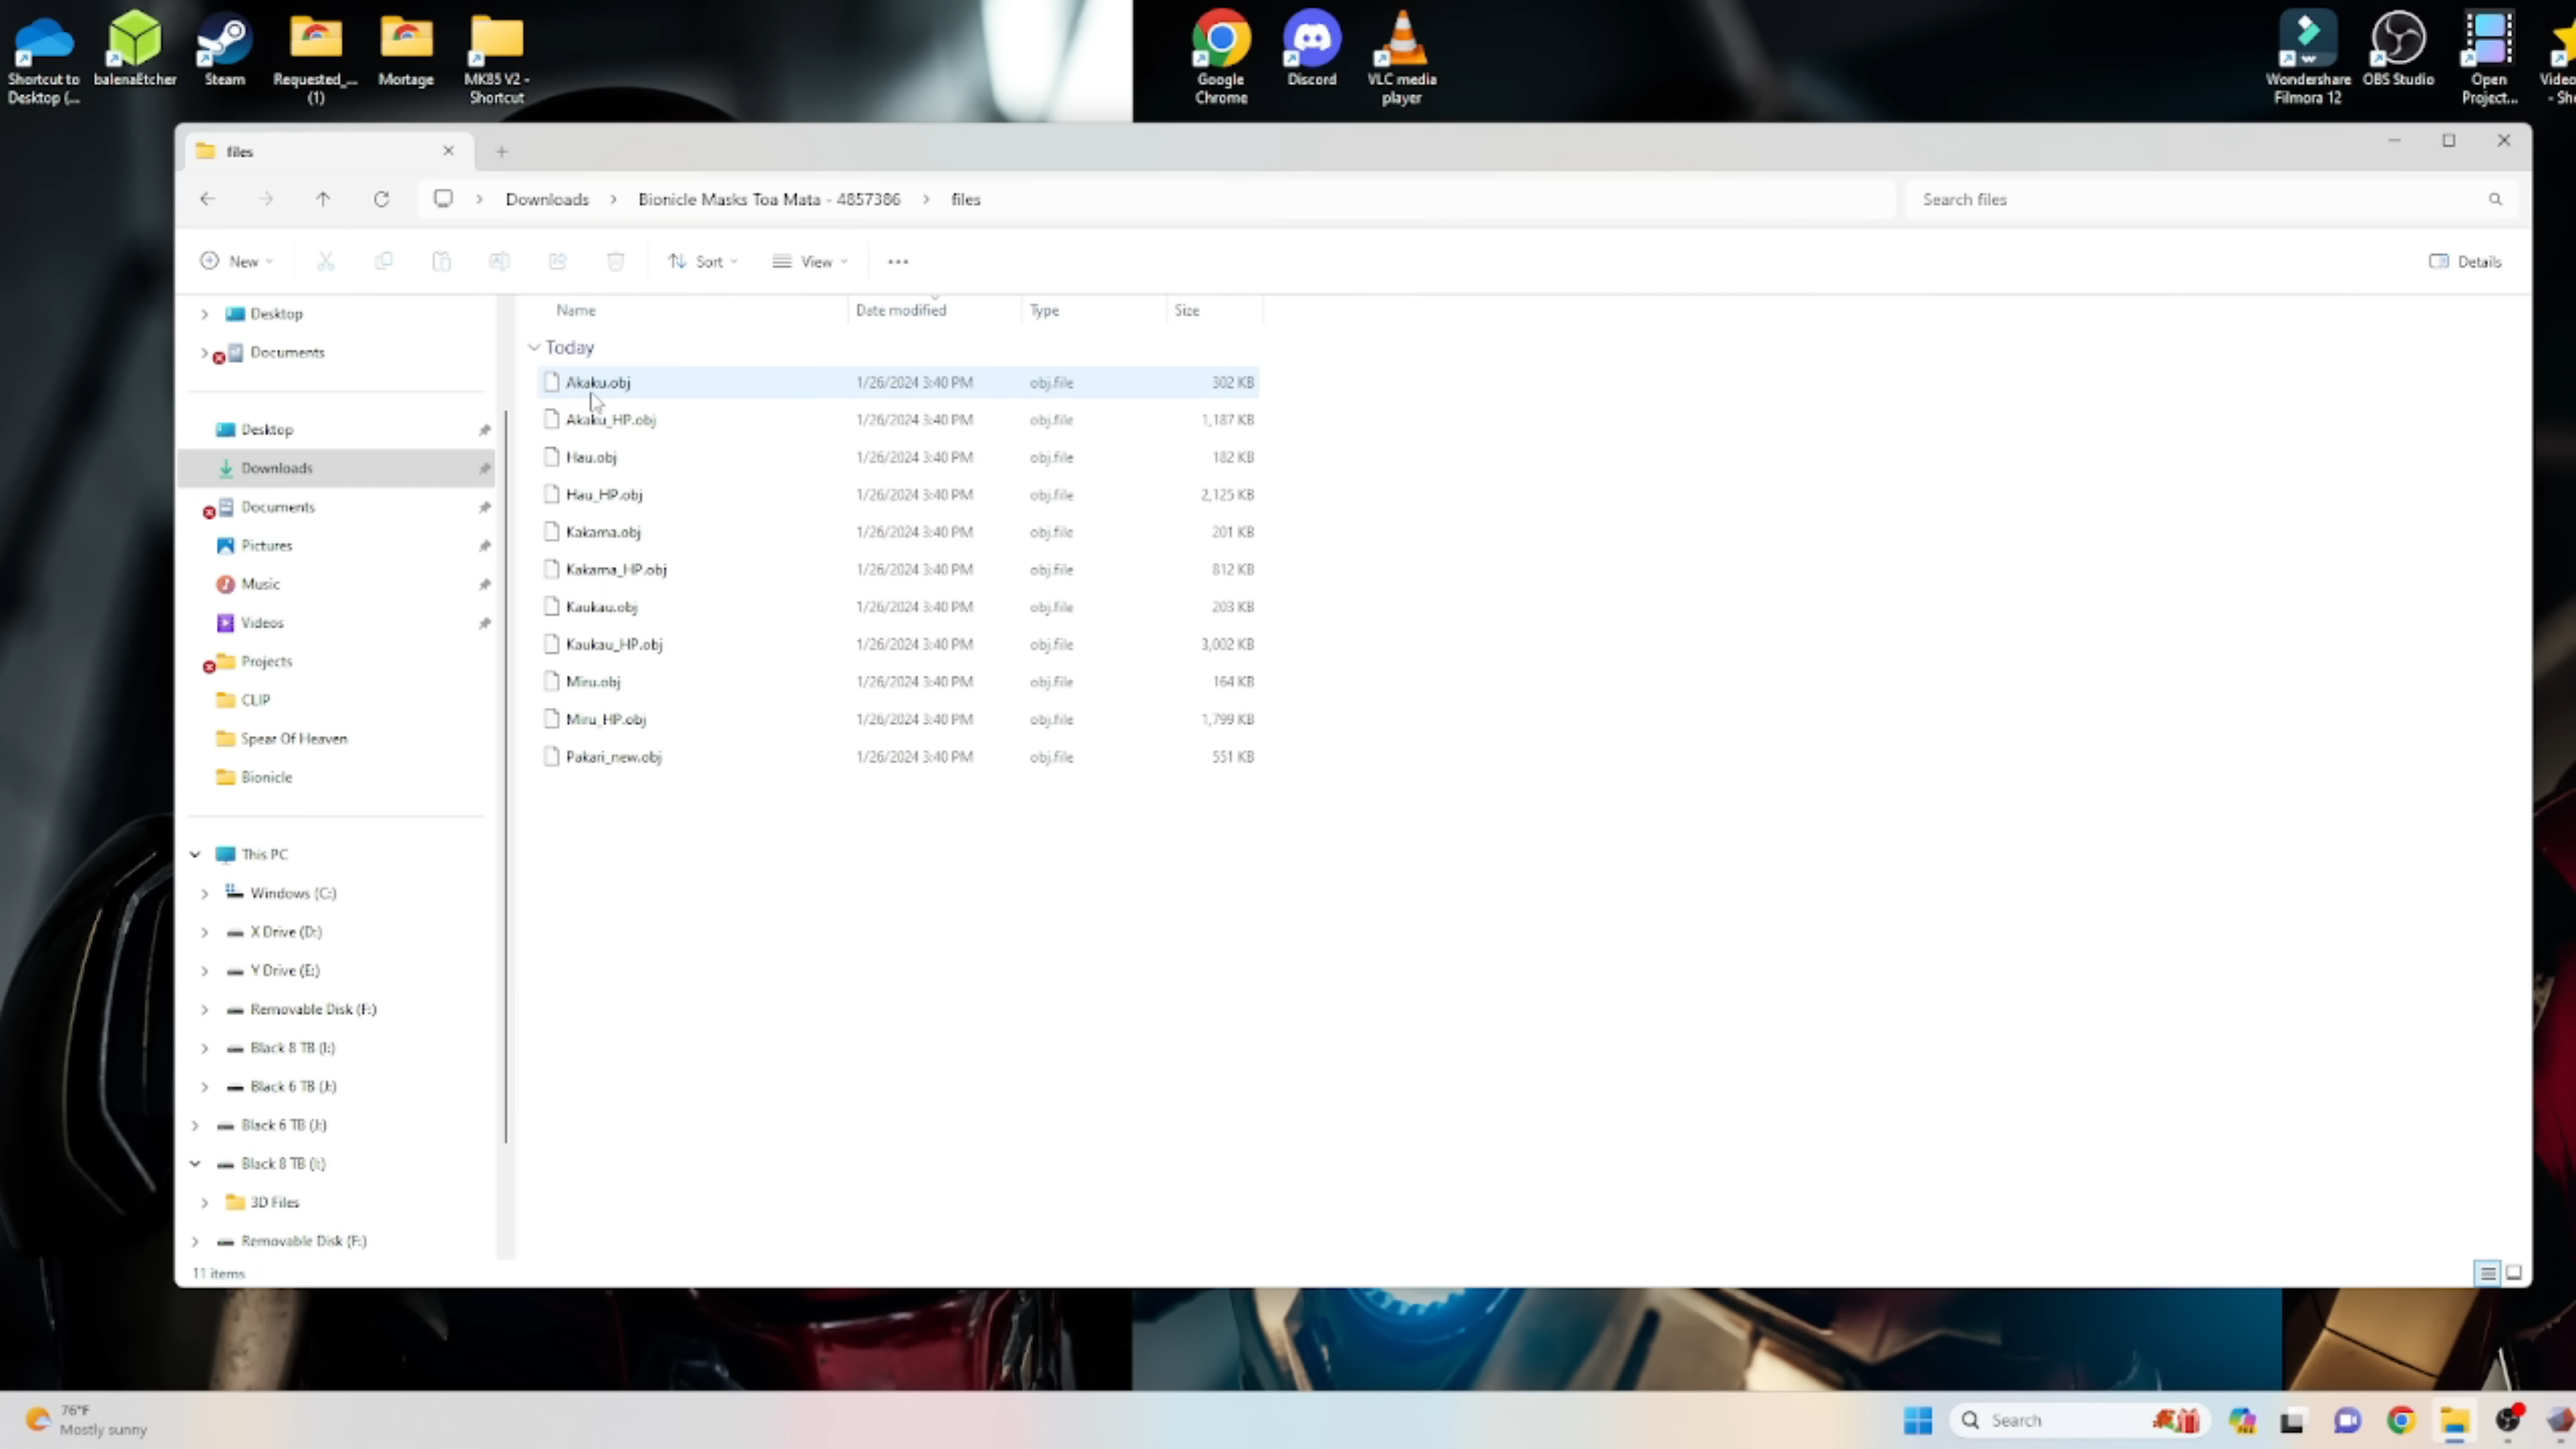 Shortcut to
Desktop (...
balenaEtcher
Steam
Requested_...
(1)
Mortage
MK85 V2 -
Shortcut
Google
Chrome
Discord
VLC media
player
Wondershare
Filmora 12
OBS Studio
Open
Project...
Video
- Sh
files
Downloads > Bionicle Masks Toa Mata - 4857386 > files
Search files
New
Sort
View
Details
Desktop
Documents
Desktop
Downloads
Documents
Pictures
Music
Videos
Projects
CLIP
Spear Of Heaven
Bionicle
This PC
Windows (C:)
X Drive (D:)
Y Drive (E:)
Removable Disk (F:)
Black 8 TB (I:)
Black 6 TB (J:)
Black 6 TB (J:)
Black 8 TB (I:)
3D Files
Removable Disk (F:)
Name Date modified Type Size
Today
Akaku.obj 1/26/2024 3:40 PM obj.file 302 KB
Akaku_HP.obj 1/26/2024 3:40 PM obj.file 1,187 KB
Hau.obj 1/26/2024 3:40 PM obj.file 182 KB
Hau_HP.obj 1/26/2024 3:40 PM obj.file 2,125 KB
Kakama.obj 1/26/2024 3:40 PM obj.file 201 KB
Kakama_HP.obj 1/26/2024 3:40 PM obj.file 812 KB
Kaukau.obj 1/26/2024 3:40 PM obj.file 203 KB
Kaukau_HP.obj 1/26/2024 3:40 PM obj.file 3,002 KB
Miru.obj 1/26/2024 3:40 PM obj.file 164 KB
Miru_HP.obj 1/26/2024 3:40 PM obj.file 1,799 KB
Pakari_new.obj 1/26/2024 3:40 PM obj.file 551 KB
11 items
76°F
Mostly sunny
Search